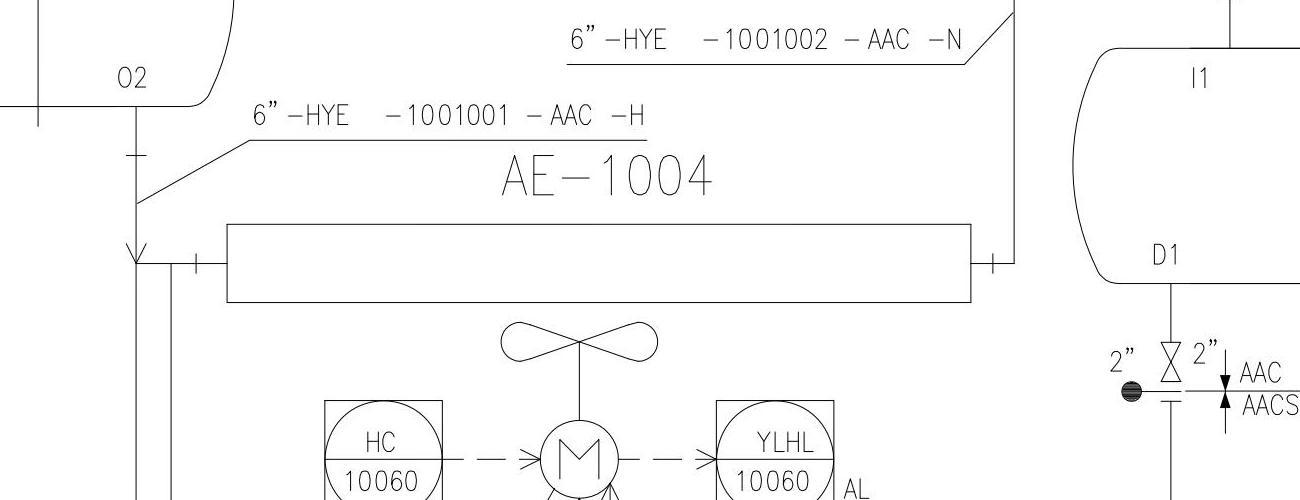 6” -HYE -1001002 - AAC -N
O2
I1
6” -HYE -1001001 - AAC -H
AE-1004
D1
2” 2”
AAC
AACS
HC
10060
M
YLHL
10060
AL